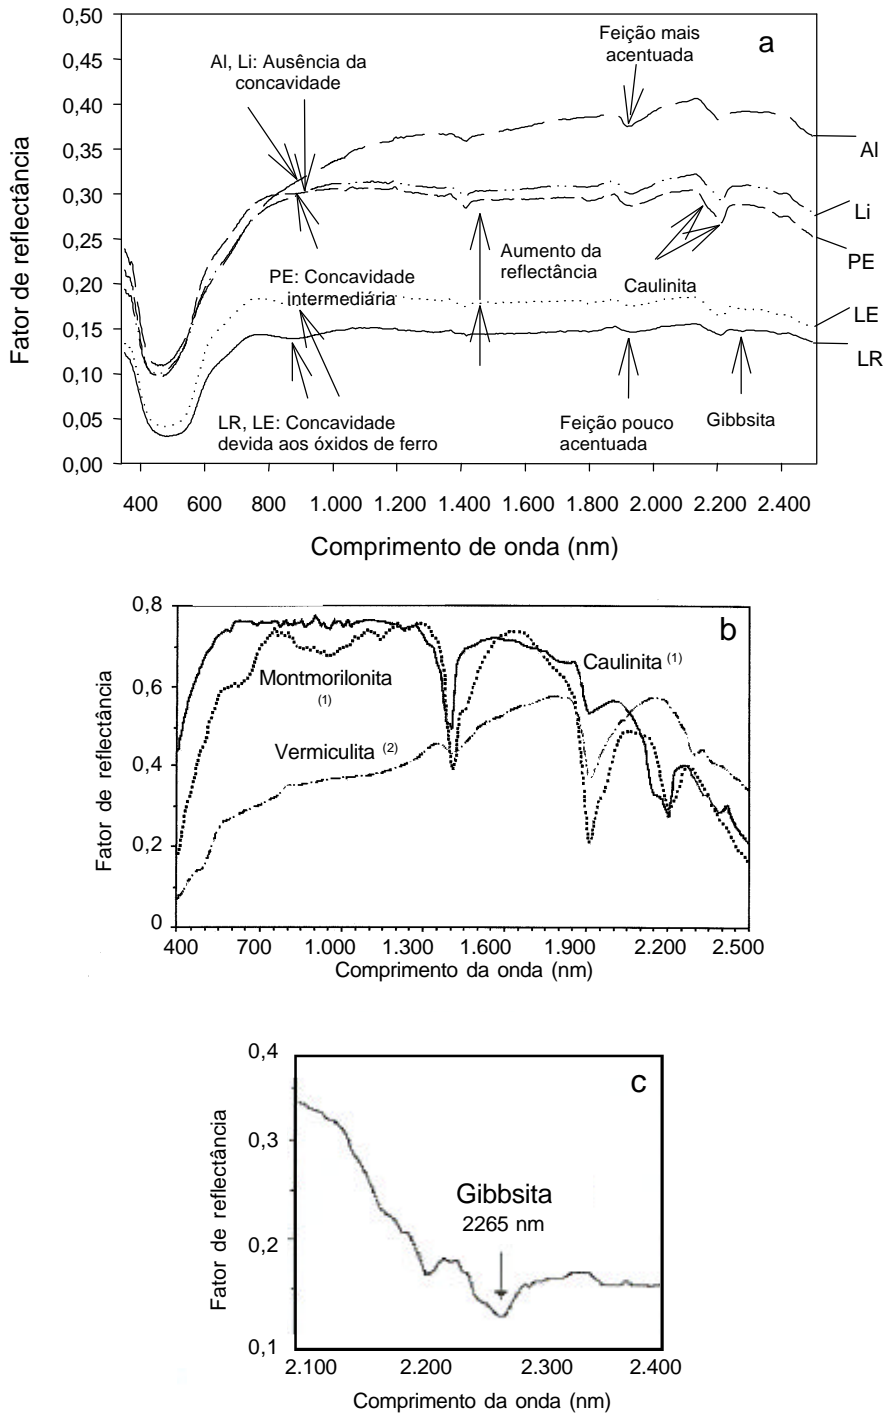 a
Fator de reflectância
0,50
0,55
0,40
0,35
0,30
0,25
0,20
0,15
0,10
0,05
0,00
Al, Li: Ausência da
concavidade
Feição mais
acentuada
Al
Li
PE
LE
LR
PE: Concavidade
intermediária
Aumento da
reflectância
Caulinita
LR, LE: Concavidade
devida aos óxidos de ferro
Feição pouco
acentuada
Gibbsita
400 600 800 1.000 1.200 1.400 1.600 1.800 2.000 2.200 2.400
Comprimento de onda (nm)
b
Fator de reflectância
0,8
0,6
0,4
0,2
0
Montmorilonita
(1)
Caulinita (1)
Vermiculita (2)
400 700 1.000 1.300 1.600 1.900 2.200 2.500
Comprimento da onda (nm)
c
Fator de reflectância
0,4
0,3
0,2
0,1
Gibbsita
2265 nm
2.100 2.200 2.300 2.400
Comprimento da onda (nm)